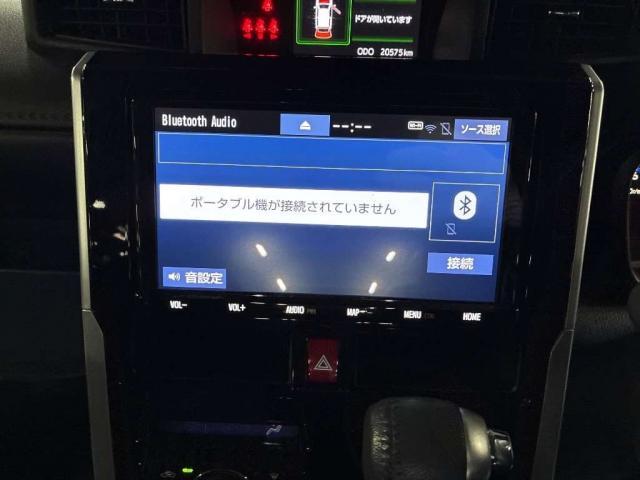 ドアが開いています
ODO 20575km
Bluetooth Audio
--:--
Wi-Fi
ソース選択
ポータブル機が接続されていません
接続
音設定
VOL−
VOL+
AUDIO
MAP
MENU
HOME